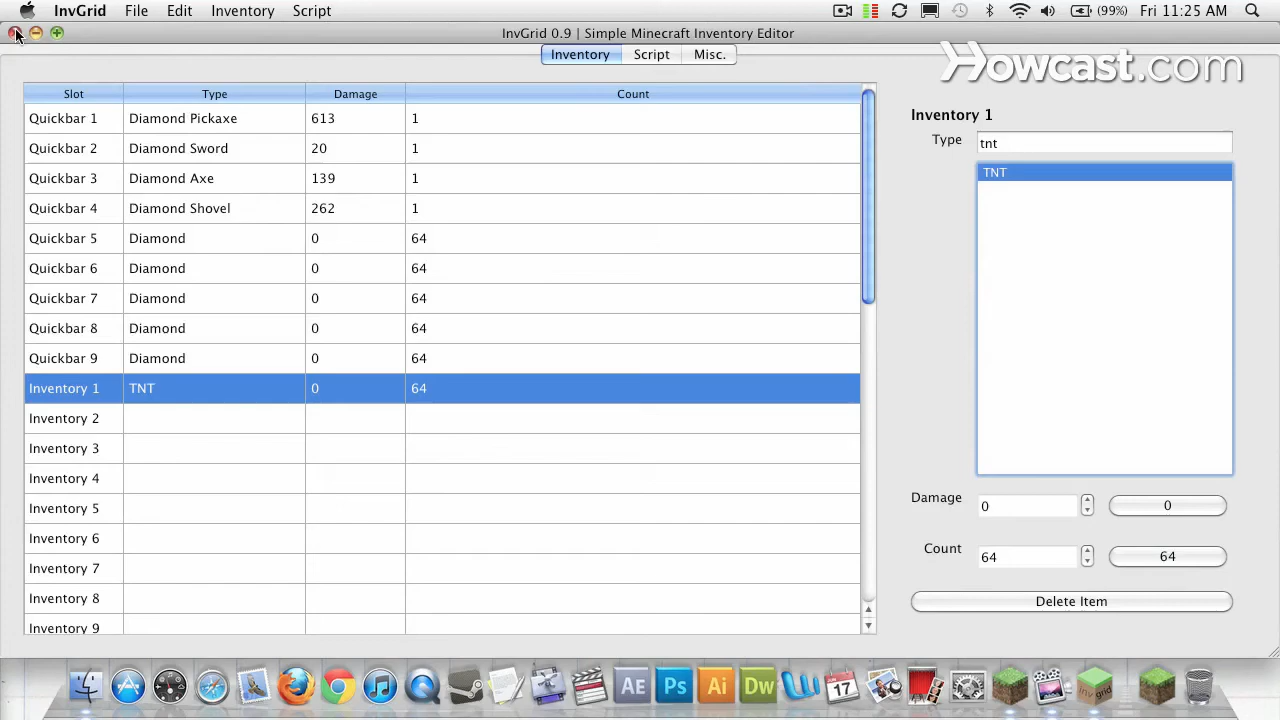 InvGrid File Edit Inventory Script (99%) Fri 11:25 AM
InvGrid 0.9 | Simple Minecraft Inventory Editor
Inventory Script Misc.
Howcast.com
Slot Type Damage Count
Quickbar 1 Diamond Pickaxe 613 1
Quickbar 2 Diamond Sword 20 1
Quickbar 3 Diamond Axe 139 1
Quickbar 4 Diamond Shovel 262 1
Quickbar 5 Diamond 0 64
Quickbar 6 Diamond 0 64
Quickbar 7 Diamond 0 64
Quickbar 8 Diamond 0 64
Quickbar 9 Diamond 0 64
Inventory 1 TNT 0 64
Inventory 2
Inventory 3
Inventory 4
Inventory 5
Inventory 6
Inventory 7
Inventory 8
Inventory 9
Inventory 1
Type tnt
TNT
Damage 0 0
Count 64 64
Delete Item
AE Ps Ai Dw JUL 17 inv grid